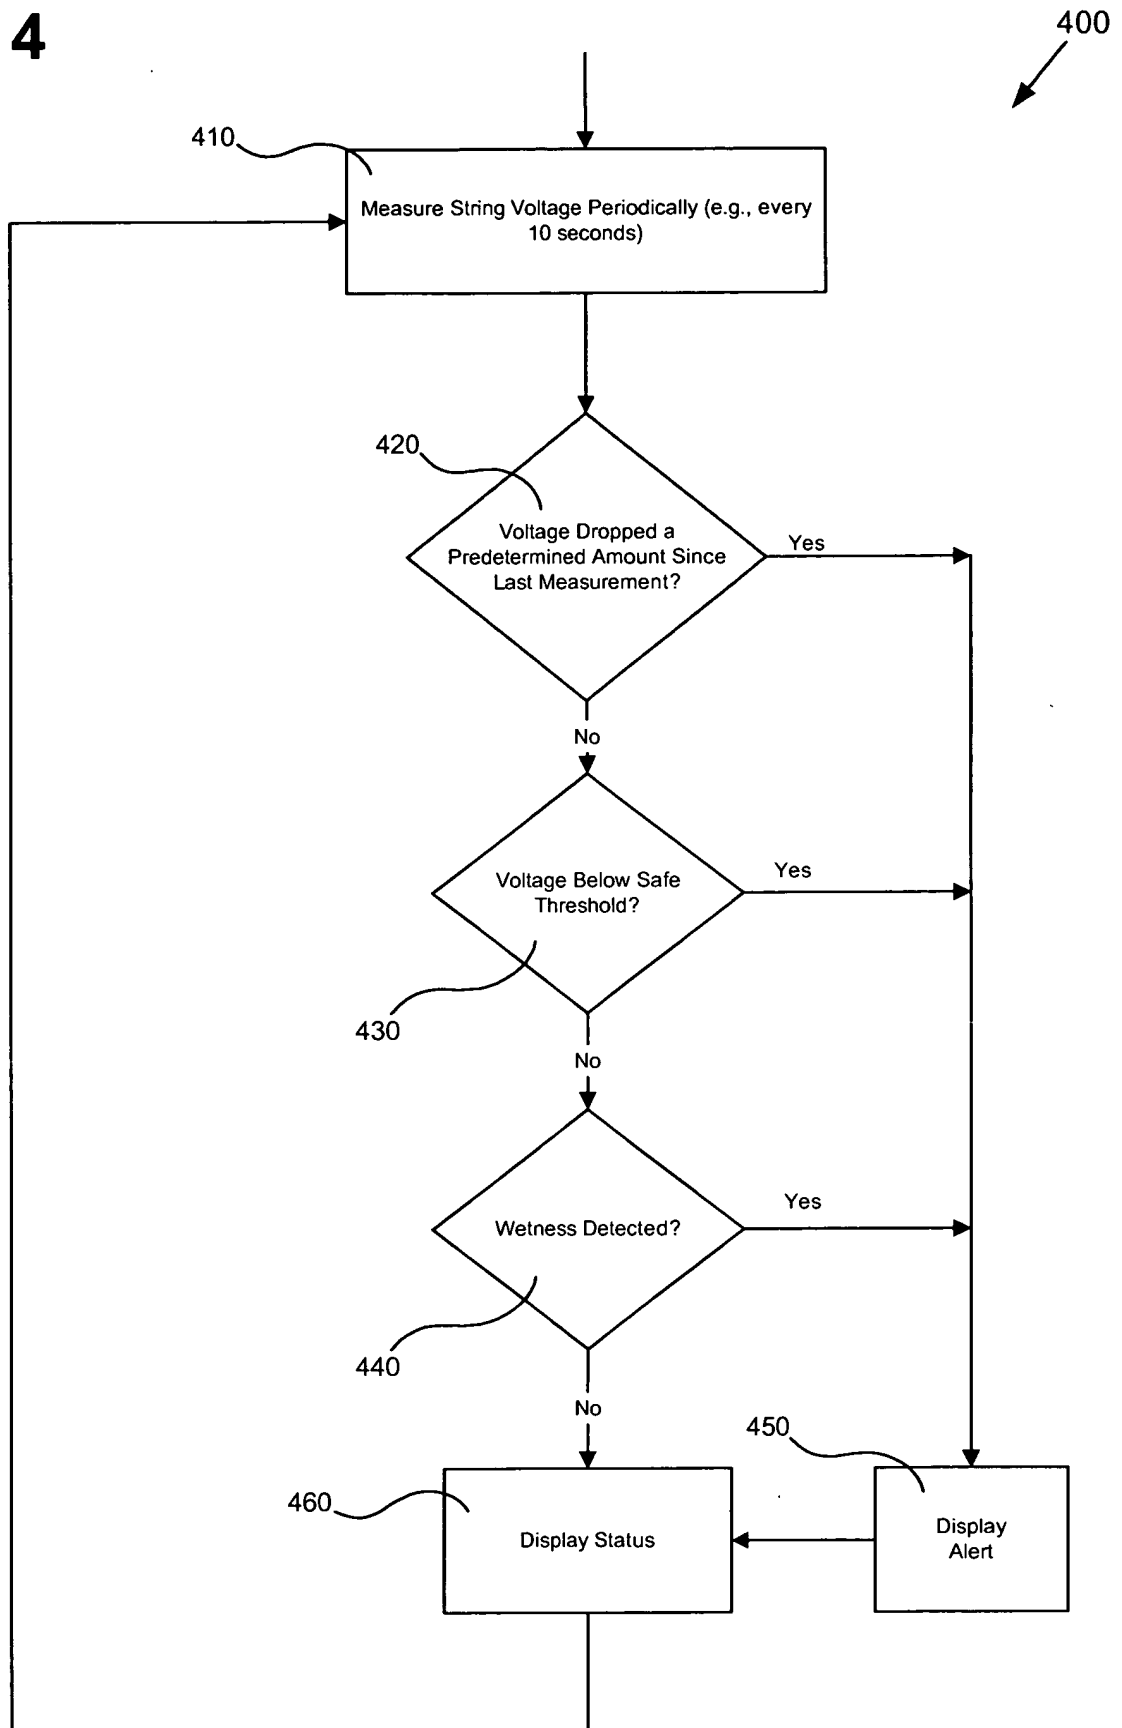 4
400
410
Measure String Voltage Periodically (e.g., every
10 seconds)
420
Voltage Dropped a
Predetermined Amount Since
Last Measurement?
Yes
No
Voltage Below Safe
Threshold?
Yes
430
No
Wetness Detected?
Yes
440
No
450
460
Display Status
Display
Alert